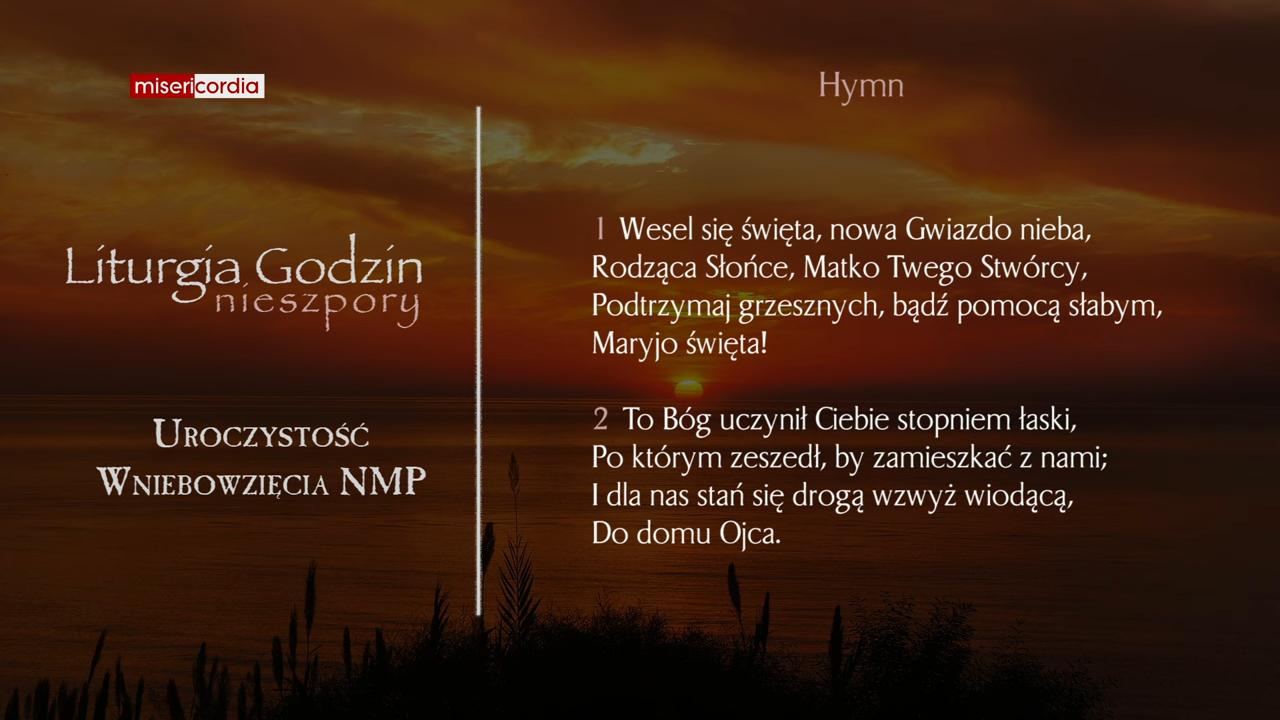 misericordia
Liturgia Godzin
nieszpory
Uroczystość
Wniebowzięcia NMP
Hymn
1 Wesel się święta, nowa Gwiazdo nieba,
Rodząca Słońce, Matko Twego Stwórcy,
Podtrzymaj grzesznych, bądź pomocą słabym,
Maryjo święta!
2 To Bóg uczynił Ciebie stopniem łaski,
Po którym zeszedł, by zamieszkać z nami;
I dla nas stań się drogą wzwyż wiodącą,
Do domu Ojca.